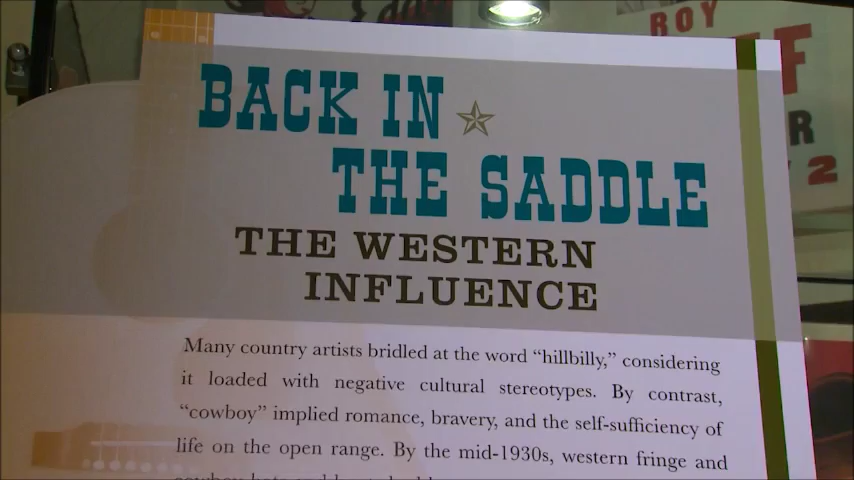 ROY
BACK IN
THE SADDLE
THE WESTERN
INFLUENCE
Many country artists bridled at the word “hillbilly,” considering
it loaded with negative cultural stereotypes. By contrast,
“cowboy” implied romance, bravery, and the self-sufficiency of
life on the open range. By the mid-1930s, western fringe and
F
R
2